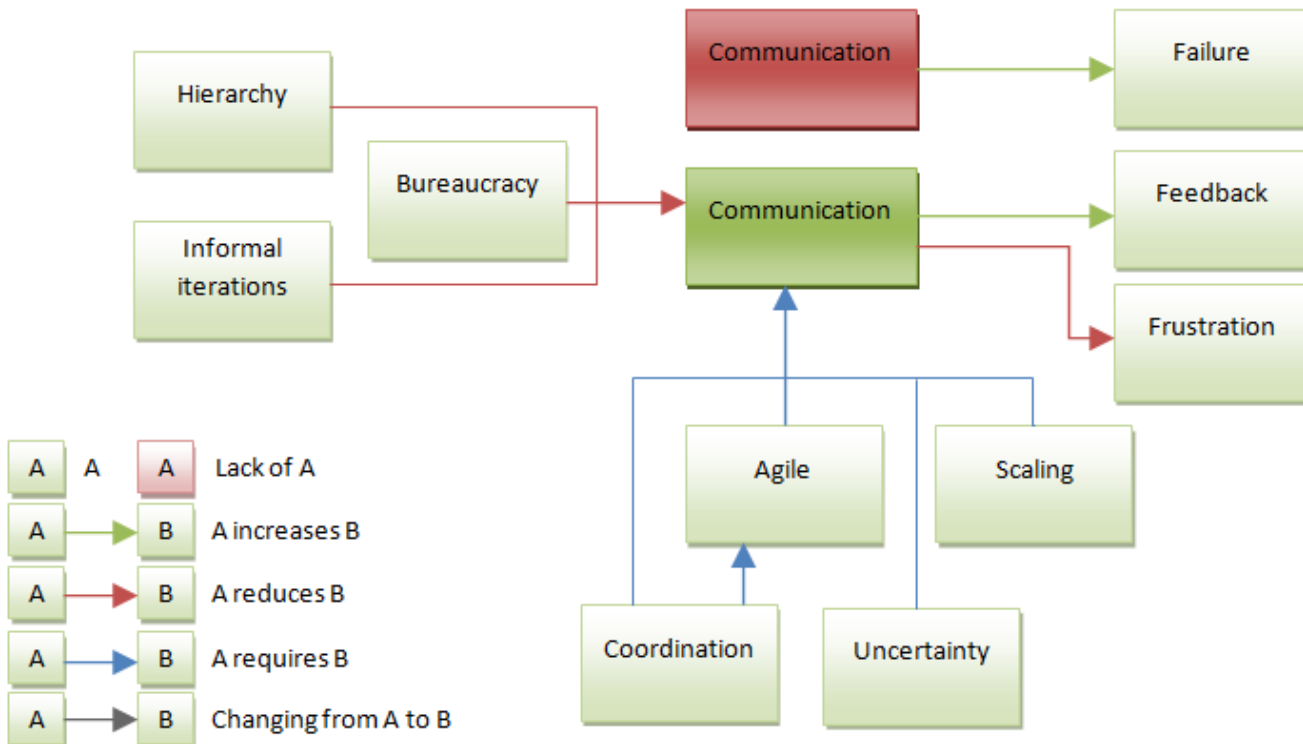 Communication
Failure
Hierarchy
Bureaucracy
Communication
Feedback
Informal
iterations
Frustration
Agile
Scaling
Coordination
Uncertainty
A A A Lack of A
A B A increases B
A B A reduces B
A B A requires B
A B Changing from A to B